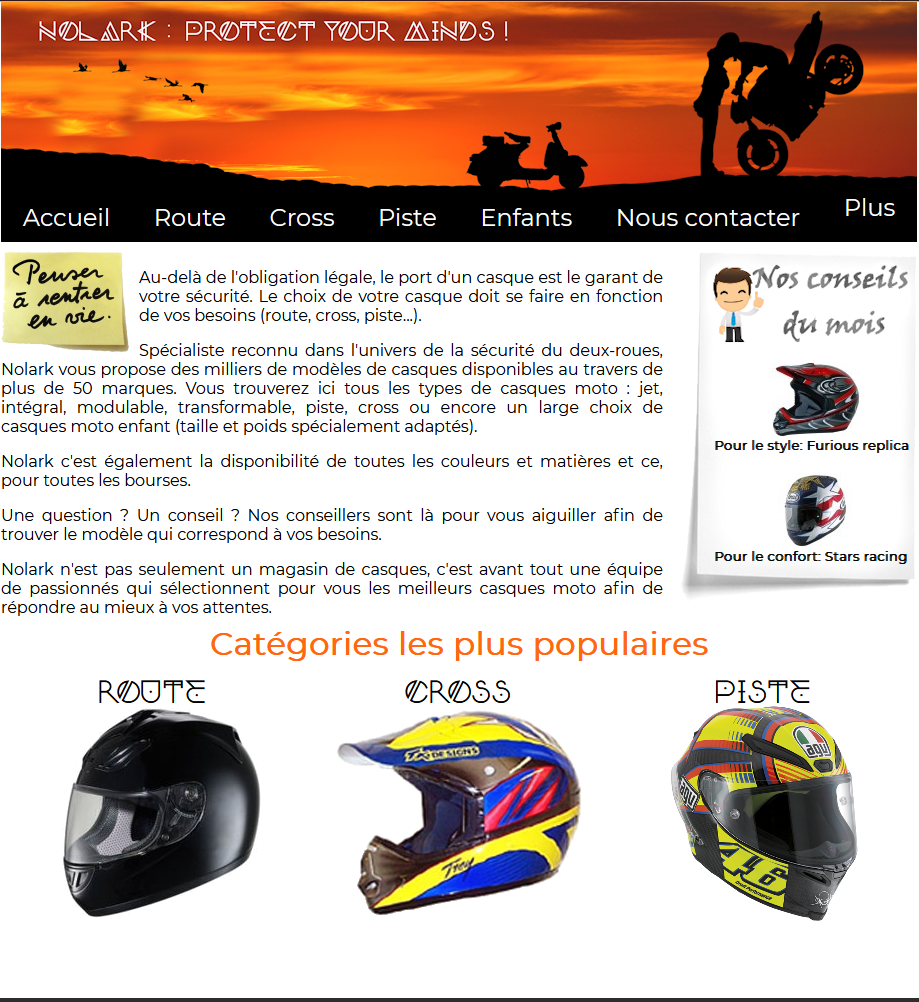 NOLARK : PROTECT YOUR MINDS !
Accueil Route Cross Piste Enfants Nous contacter Plus
Penser
à rentrer
en vie.
Au-delà de l'obligation légale, le port d'un casque est le garant de
votre sécurité. Le choix de votre casque doit se faire en fonction
de vos besoins (route, cross, piste...).
Spécialiste reconnu dans l'univers de la sécurité du deux-roues,
Nolark vous propose des milliers de modèles de casques disponibles au travers de
plus de 50 marques. Vous trouverez ici tous les types de casques moto : jet,
intégral, modulable, transformable, piste, cross ou encore un large choix de
casques moto enfant (taille et poids spécialement adaptés).
Nolark c'est également la disponibilité de toutes les couleurs et matières et ce,
pour toutes les bourses.
Une question ? Un conseil ? Nos conseillers sont là pour vous aiguiller afin de
trouver le modèle qui correspond à vos besoins.
Nolark n'est pas seulement un magasin de casques, c'est avant tout une équipe
de passionnés qui sélectionnent pour vous les meilleurs casques moto afin de
répondre au mieux à vos attentes.
Nos conseils
du mois
Pour le style: Furious replica
Pour le confort: Stars racing
Catégories les plus populaires
ROUTE
CROSS
PISTE
DESIGNS
Troy
agv
agv
46